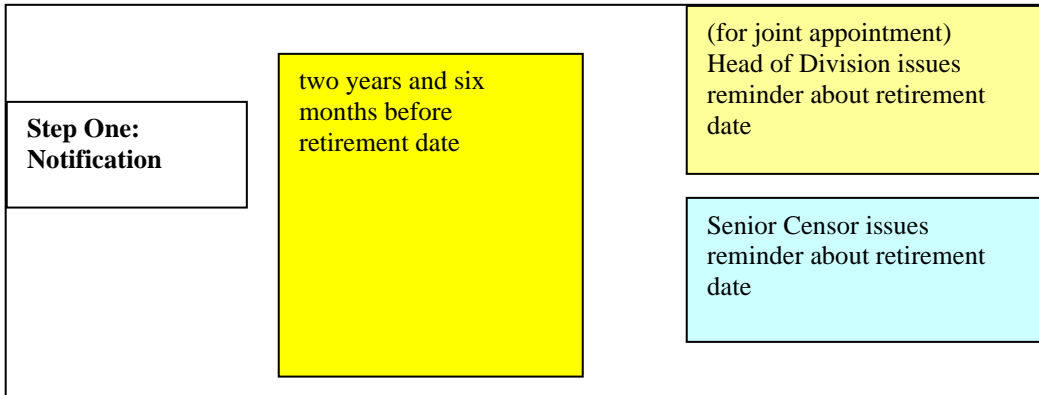 Step One:
Notification
two years and six
months before
retirement date
(for joint appointment)
Head of Division issues
reminder about retirement
date
Senior Censor issues
reminder about retirement
date